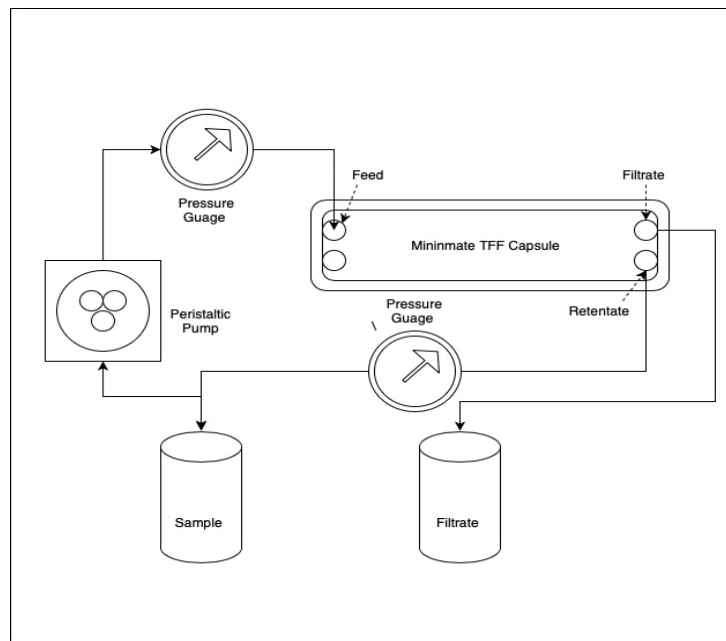 Feed
Filtrate
Pressure
Guage
Mininmate TFF Capsule
Peristaltic
Pump
Pressure
Guage
Retentate
Sample
Filtrate